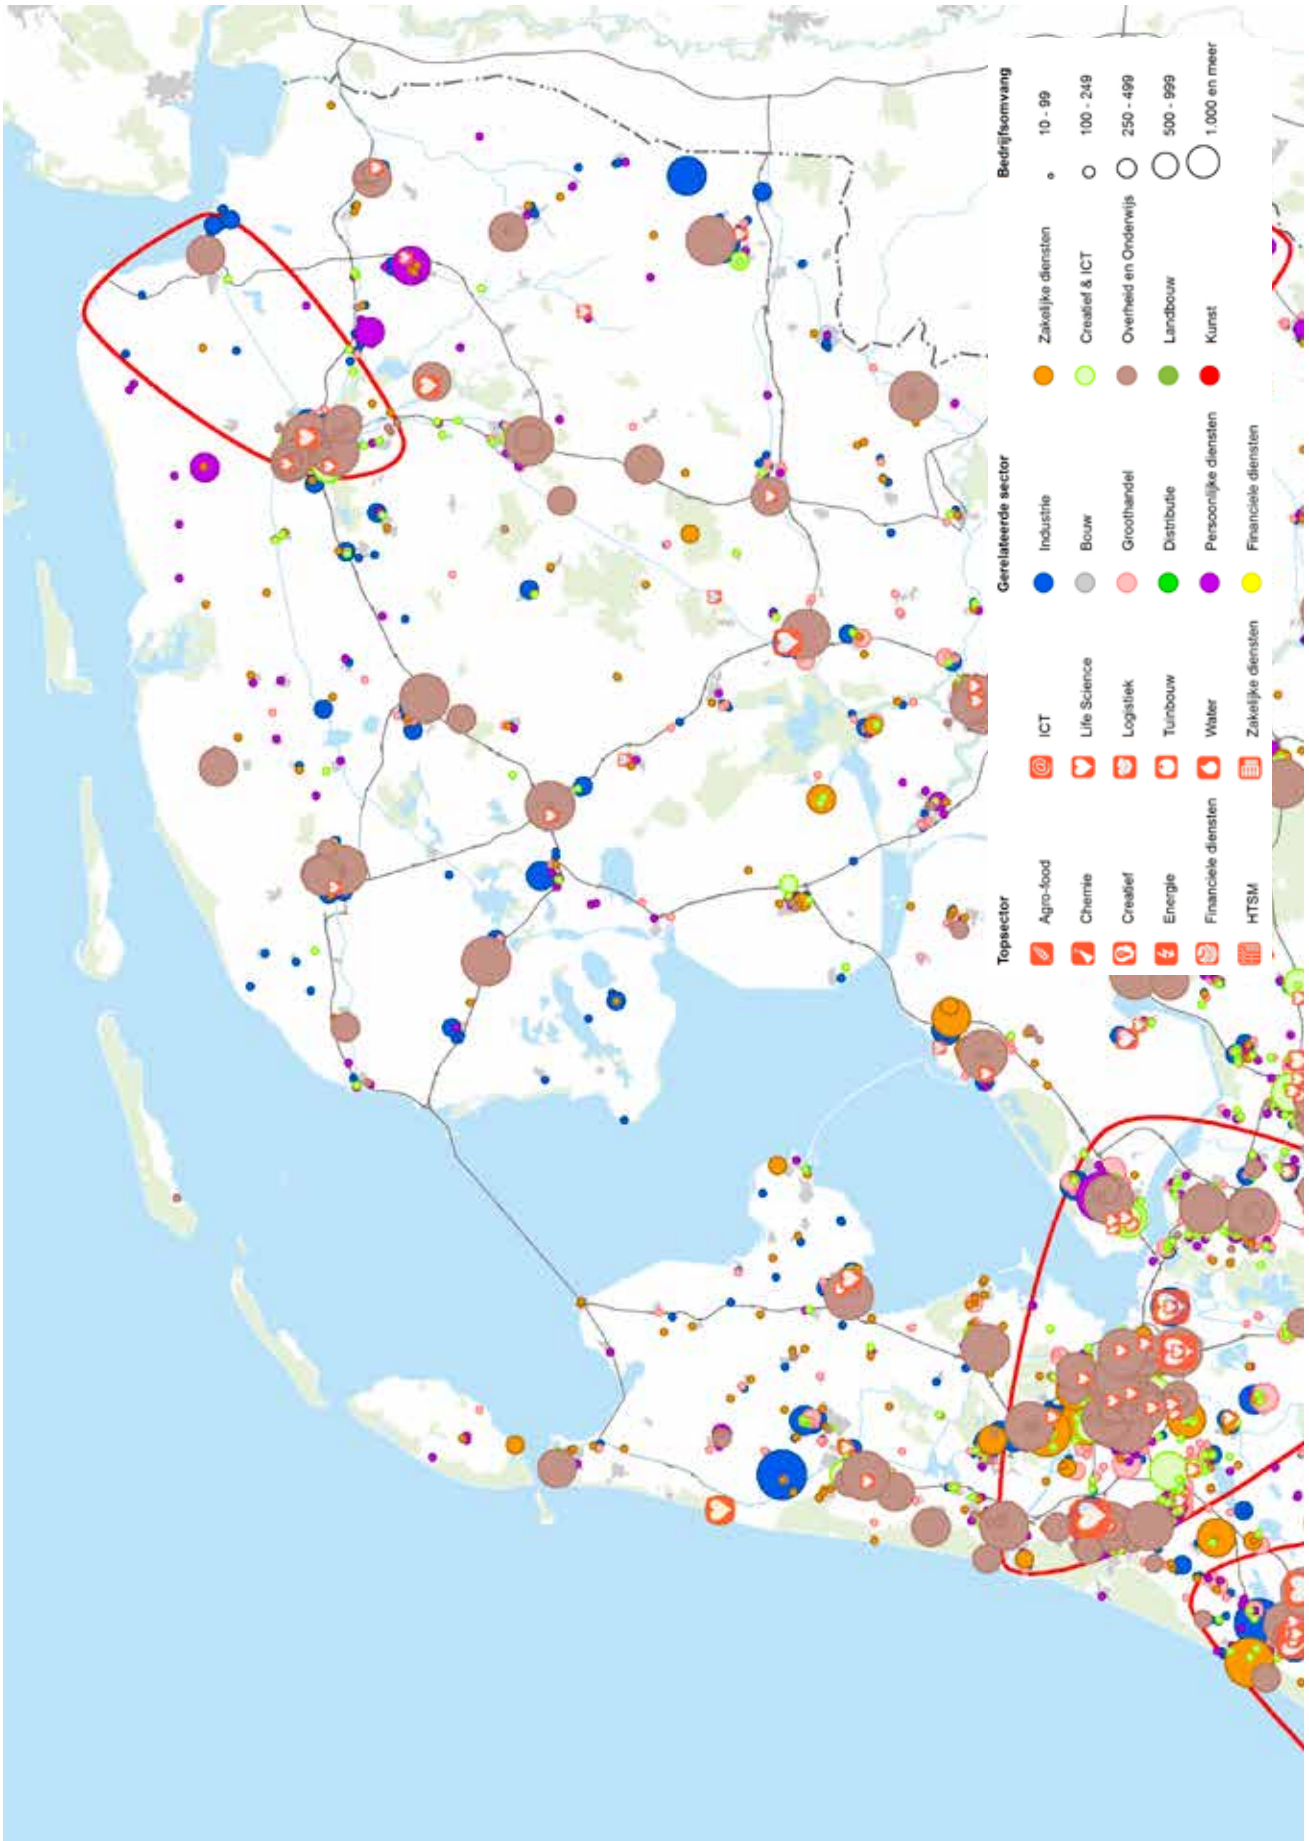 Topsector Gerelateerde sector Bedrijfsomvang
Agro-food ICT Industrie Zakelijke diensten 10 - 99
Chemie Life Science Bouw Creatief & ICT 100 - 249
Creatief Logistiek Groothandel Overheid en Onderwijs 250 - 499
Energie Tuinbouw Distributie Landbouw 500 - 999
Financiele diensten Water Persoonlijke diensten Kunst 1.000 en meer
HTSM Zakelijke diensten Financiele diensten